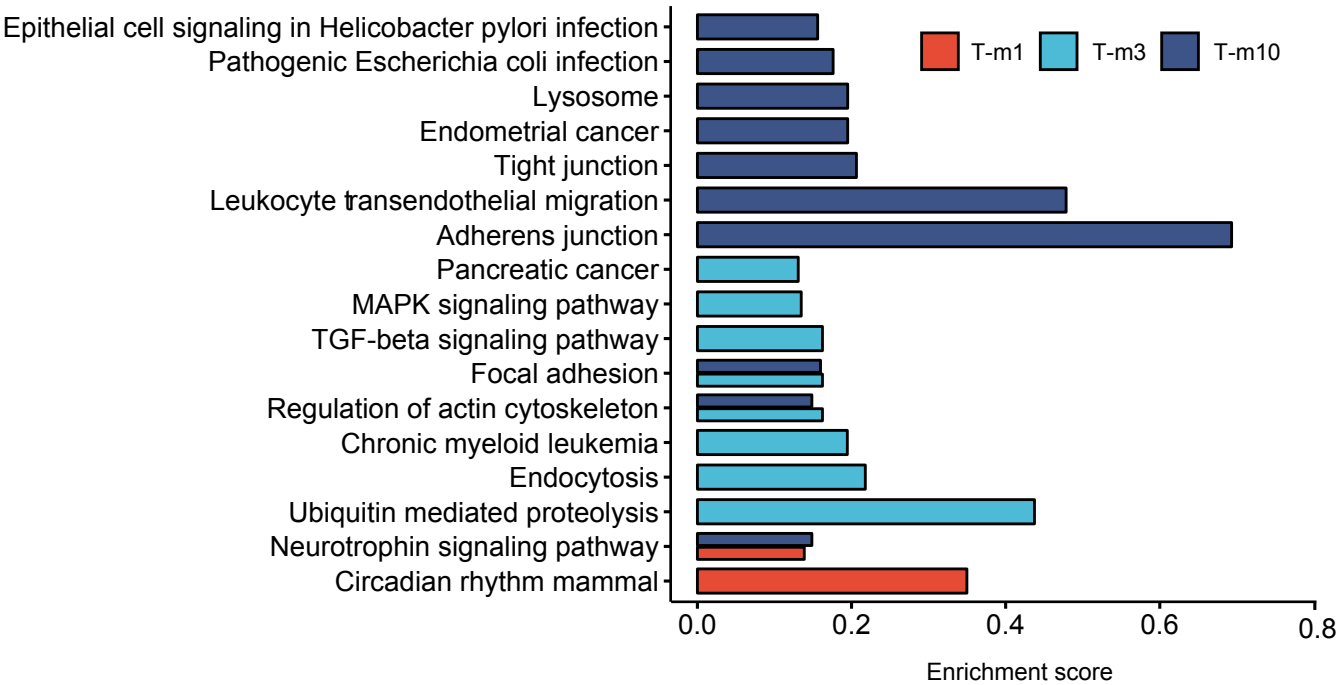 Epithelial cell signaling in Helicobacter pylori infection
Pathogenic Escherichia coli infection
Lysosome
Endometrial cancer
Tight junction
Leukocyte transendothelial migration
Adherens junction
Pancreatic cancer
MAPK signaling pathway
TGF-beta signaling pathway
Focal adhesion
Regulation of actin cytoskeleton
Chronic myeloid leukemia
Endocytosis
Ubiquitin mediated proteolysis
Neurotrophin signaling pathway
Circadian rhythm mammal
T-m1 T-m3 T-m10
0.0 0.2 0.4 0.6 0.8
Enrichment score